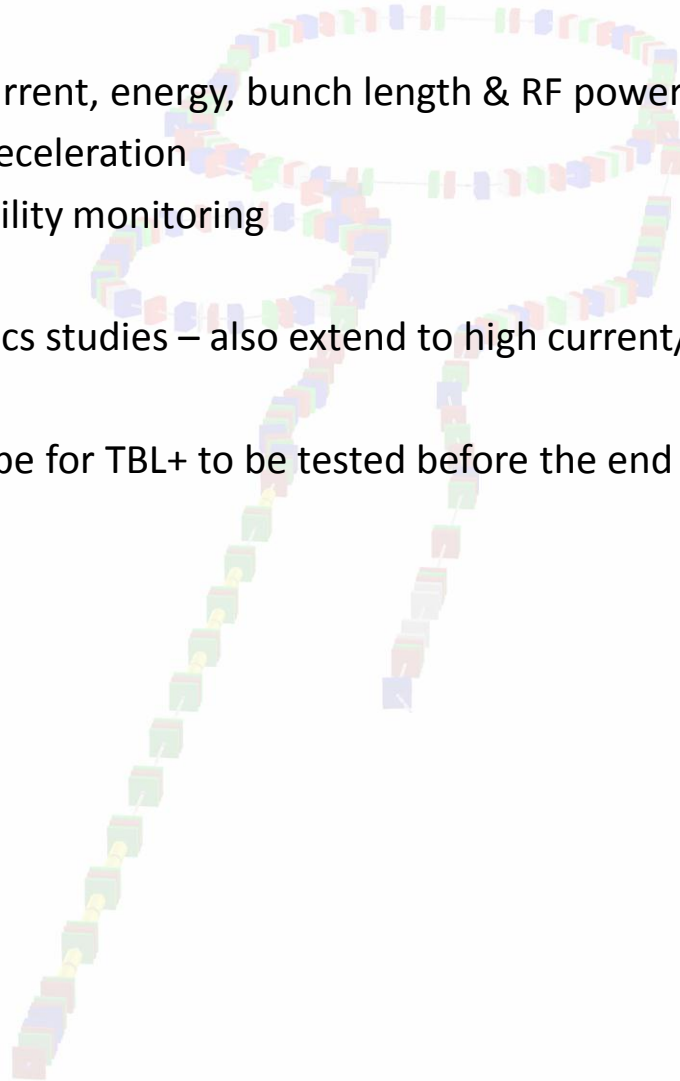 rrent, energy, bunch length & RF power
eceleration
ility monitoring
cs studies – also extend to high current/
pe for TBL+ to be tested before the end